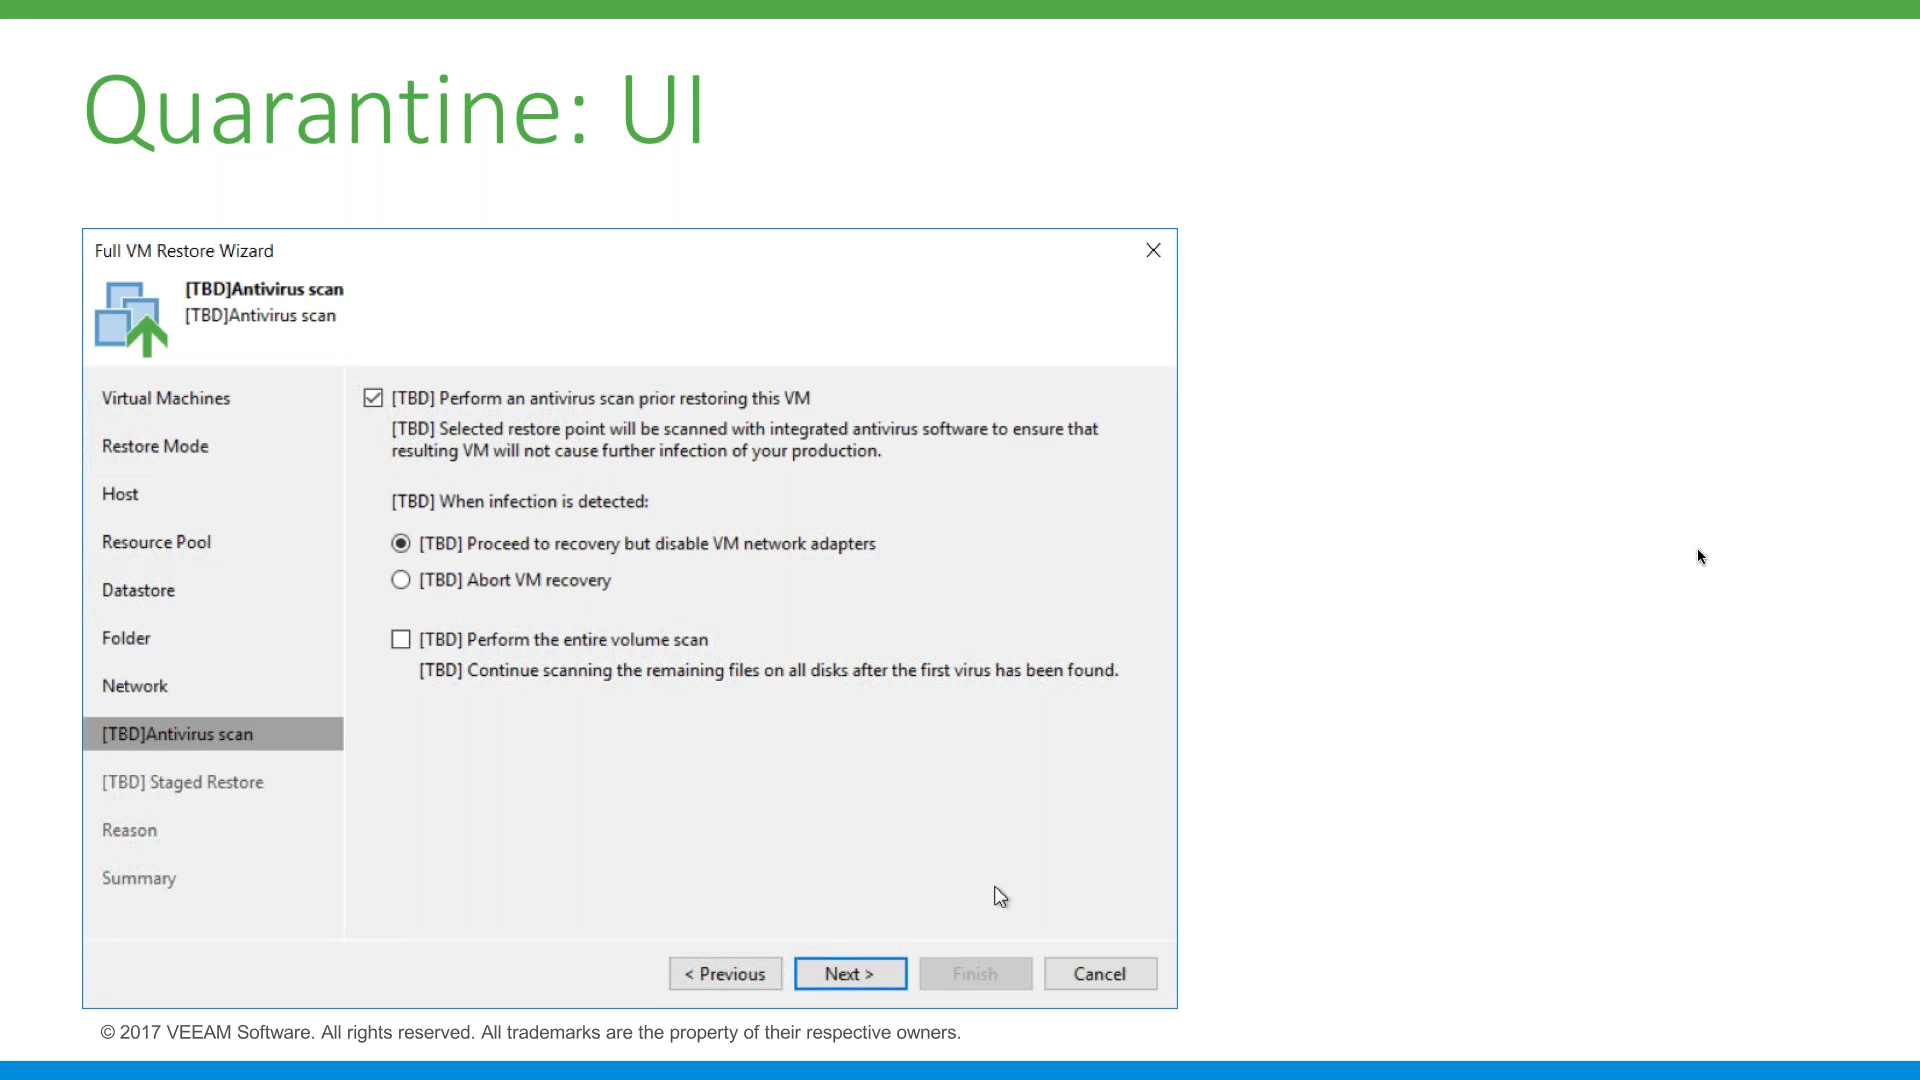 Quarantine: UI
Full VM Restore Wizard
[TBD]Antivirus scan
[TBD]Antivirus scan
Virtual Machines
Restore Mode
Host
Resource Pool
Datastore
Folder
Network
[TBD]Antivirus scan
[TBD] Staged Restore
Reason
Summary
[TBD] Perform an antivirus scan prior restoring this VM
[TBD] Selected restore point will be scanned with integrated antivirus software to ensure that
resulting VM will not cause further infection of your production.
[TBD] When infection is detected:
[TBD] Proceed to recovery but disable VM network adapters
[TBD] Abort VM recovery
[TBD] Perform the entire volume scan
[TBD] Continue scanning the remaining files on all disks after the first virus has been found.
< Previous
Next >
Finish
Cancel
© 2017 VEEAM Software. All rights reserved. All trademarks are the property of their respective owners.